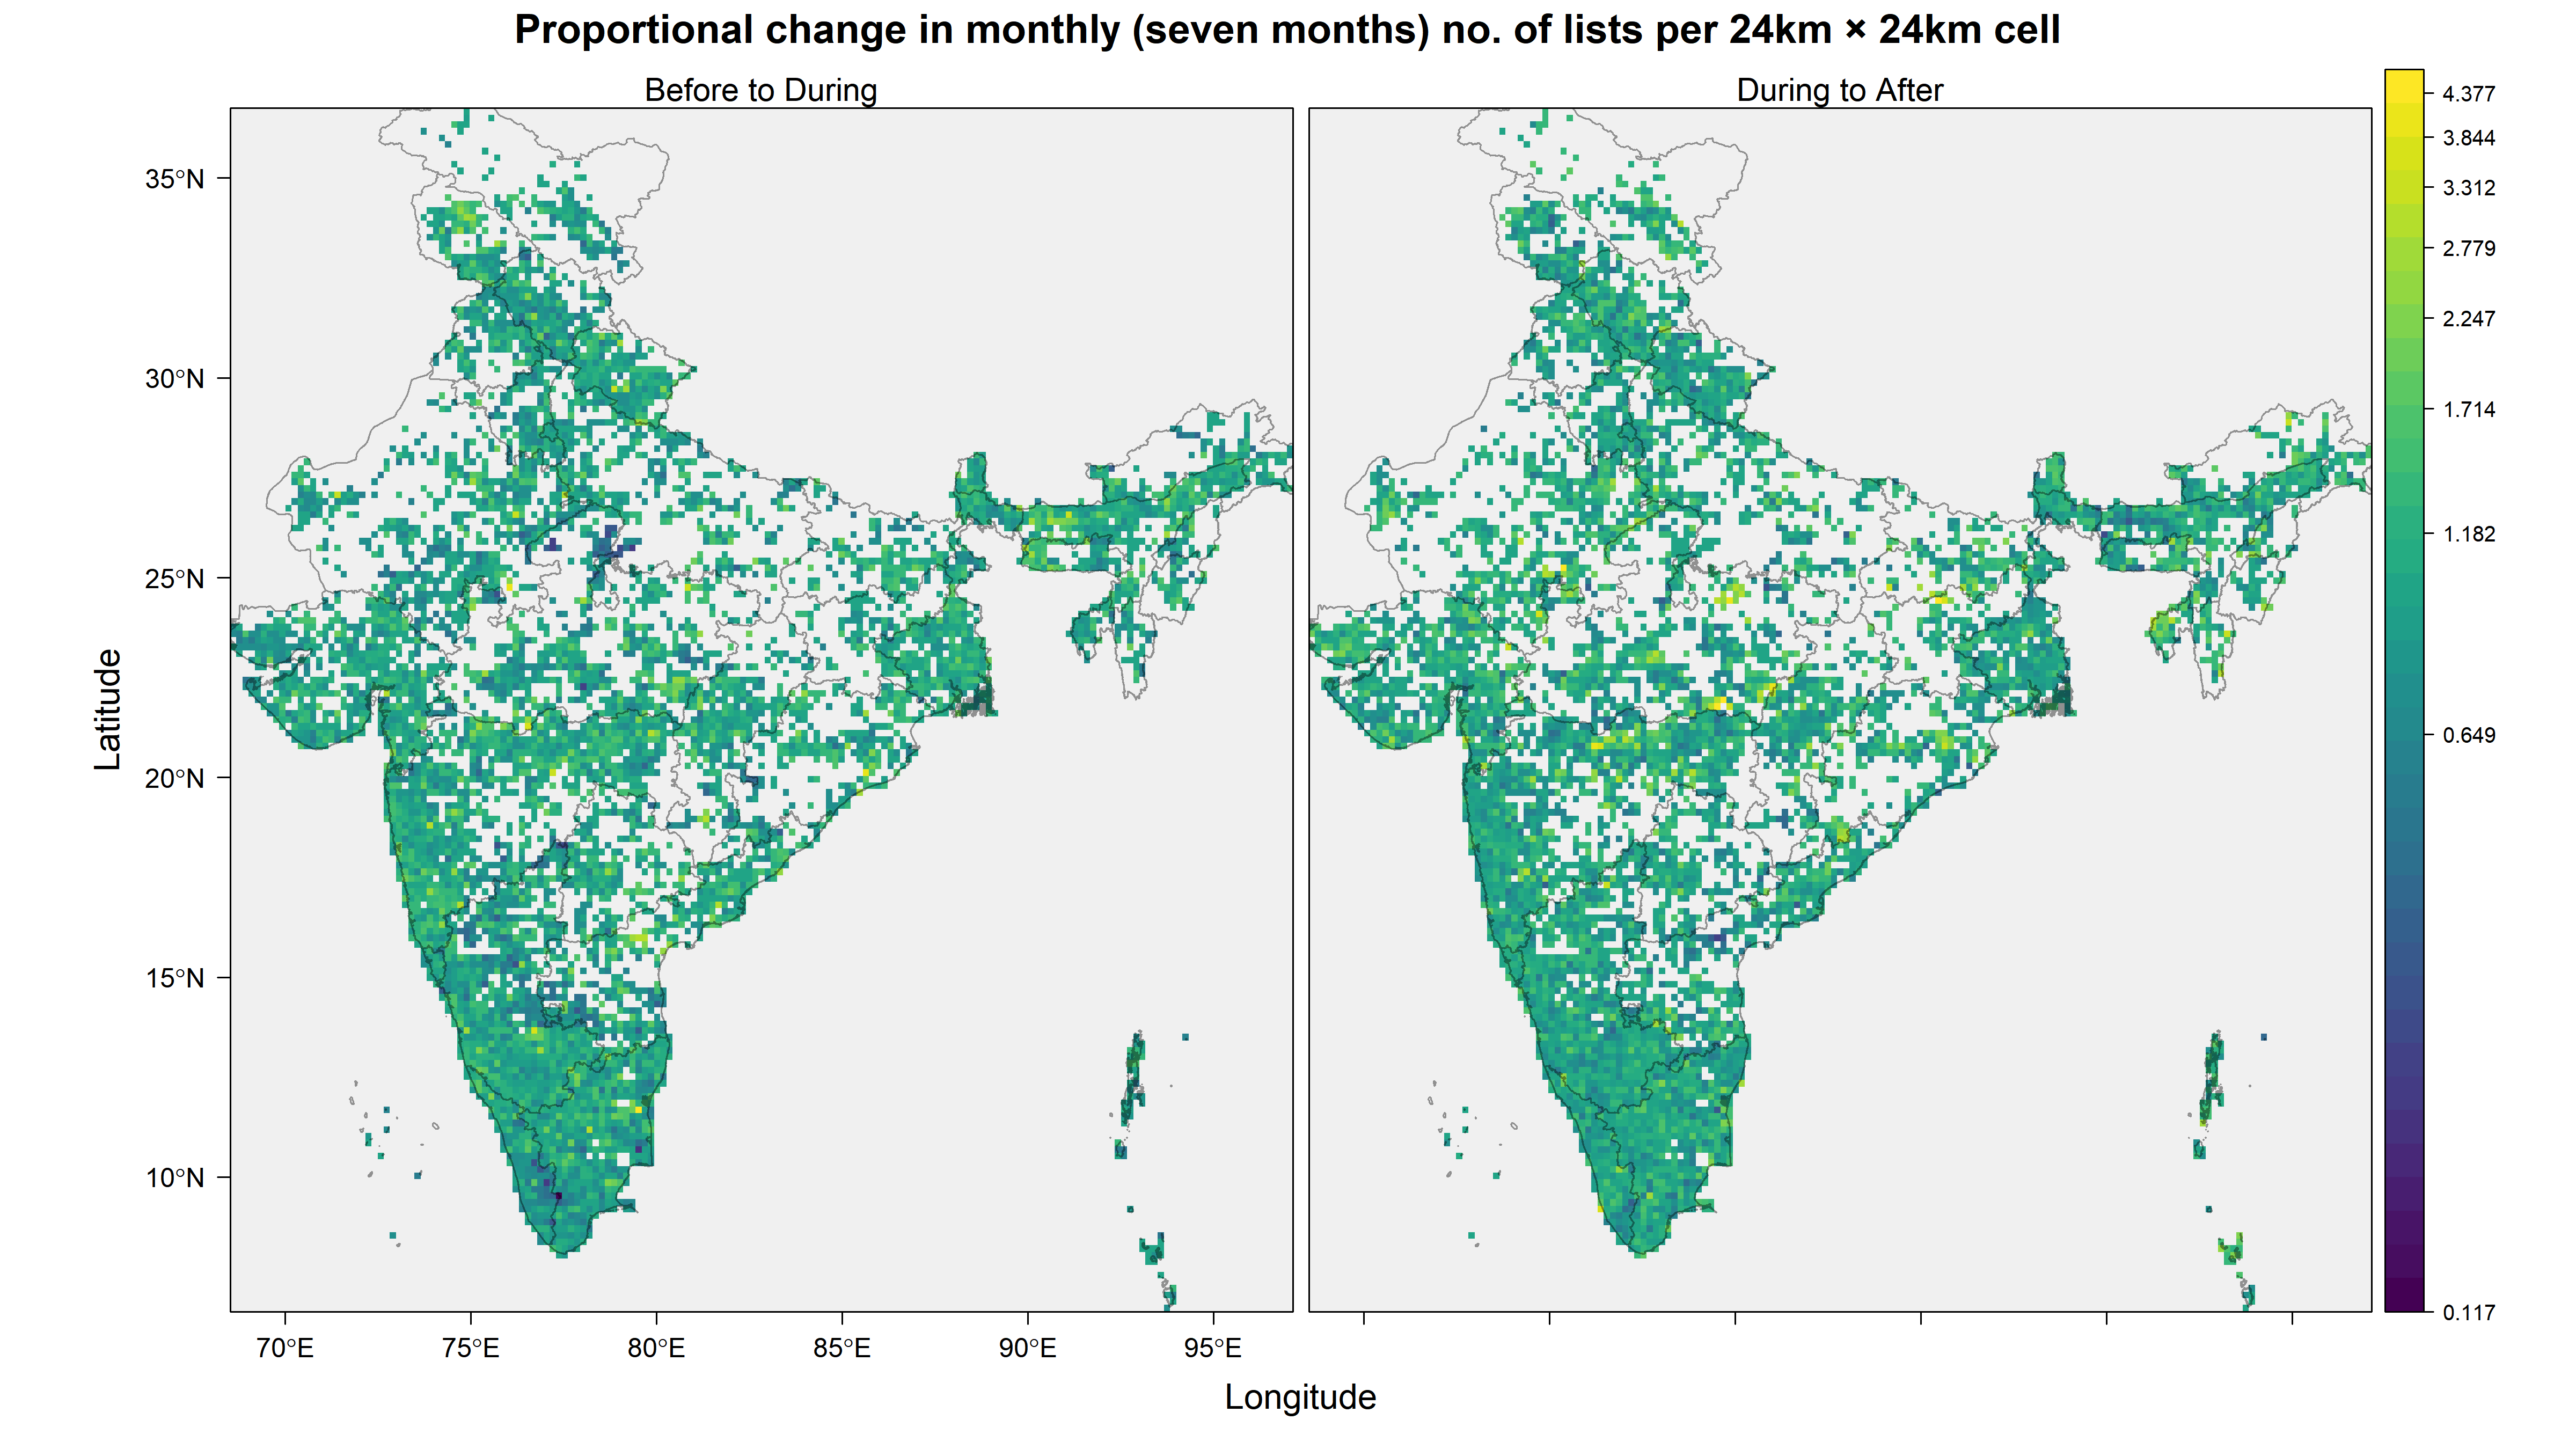 Proportional change in monthly (seven months) no. of lists per 24km × 24km cell
Before to During
During to After
4.377
3.844
3.312
2.779
2.247
1.714
1.182
0.649
0.117
35°N
30°N
25°N
20°N
15°N
10°N
Latitude
70°E 75°E 80°E 85°E 90°E 95°E
Longitude